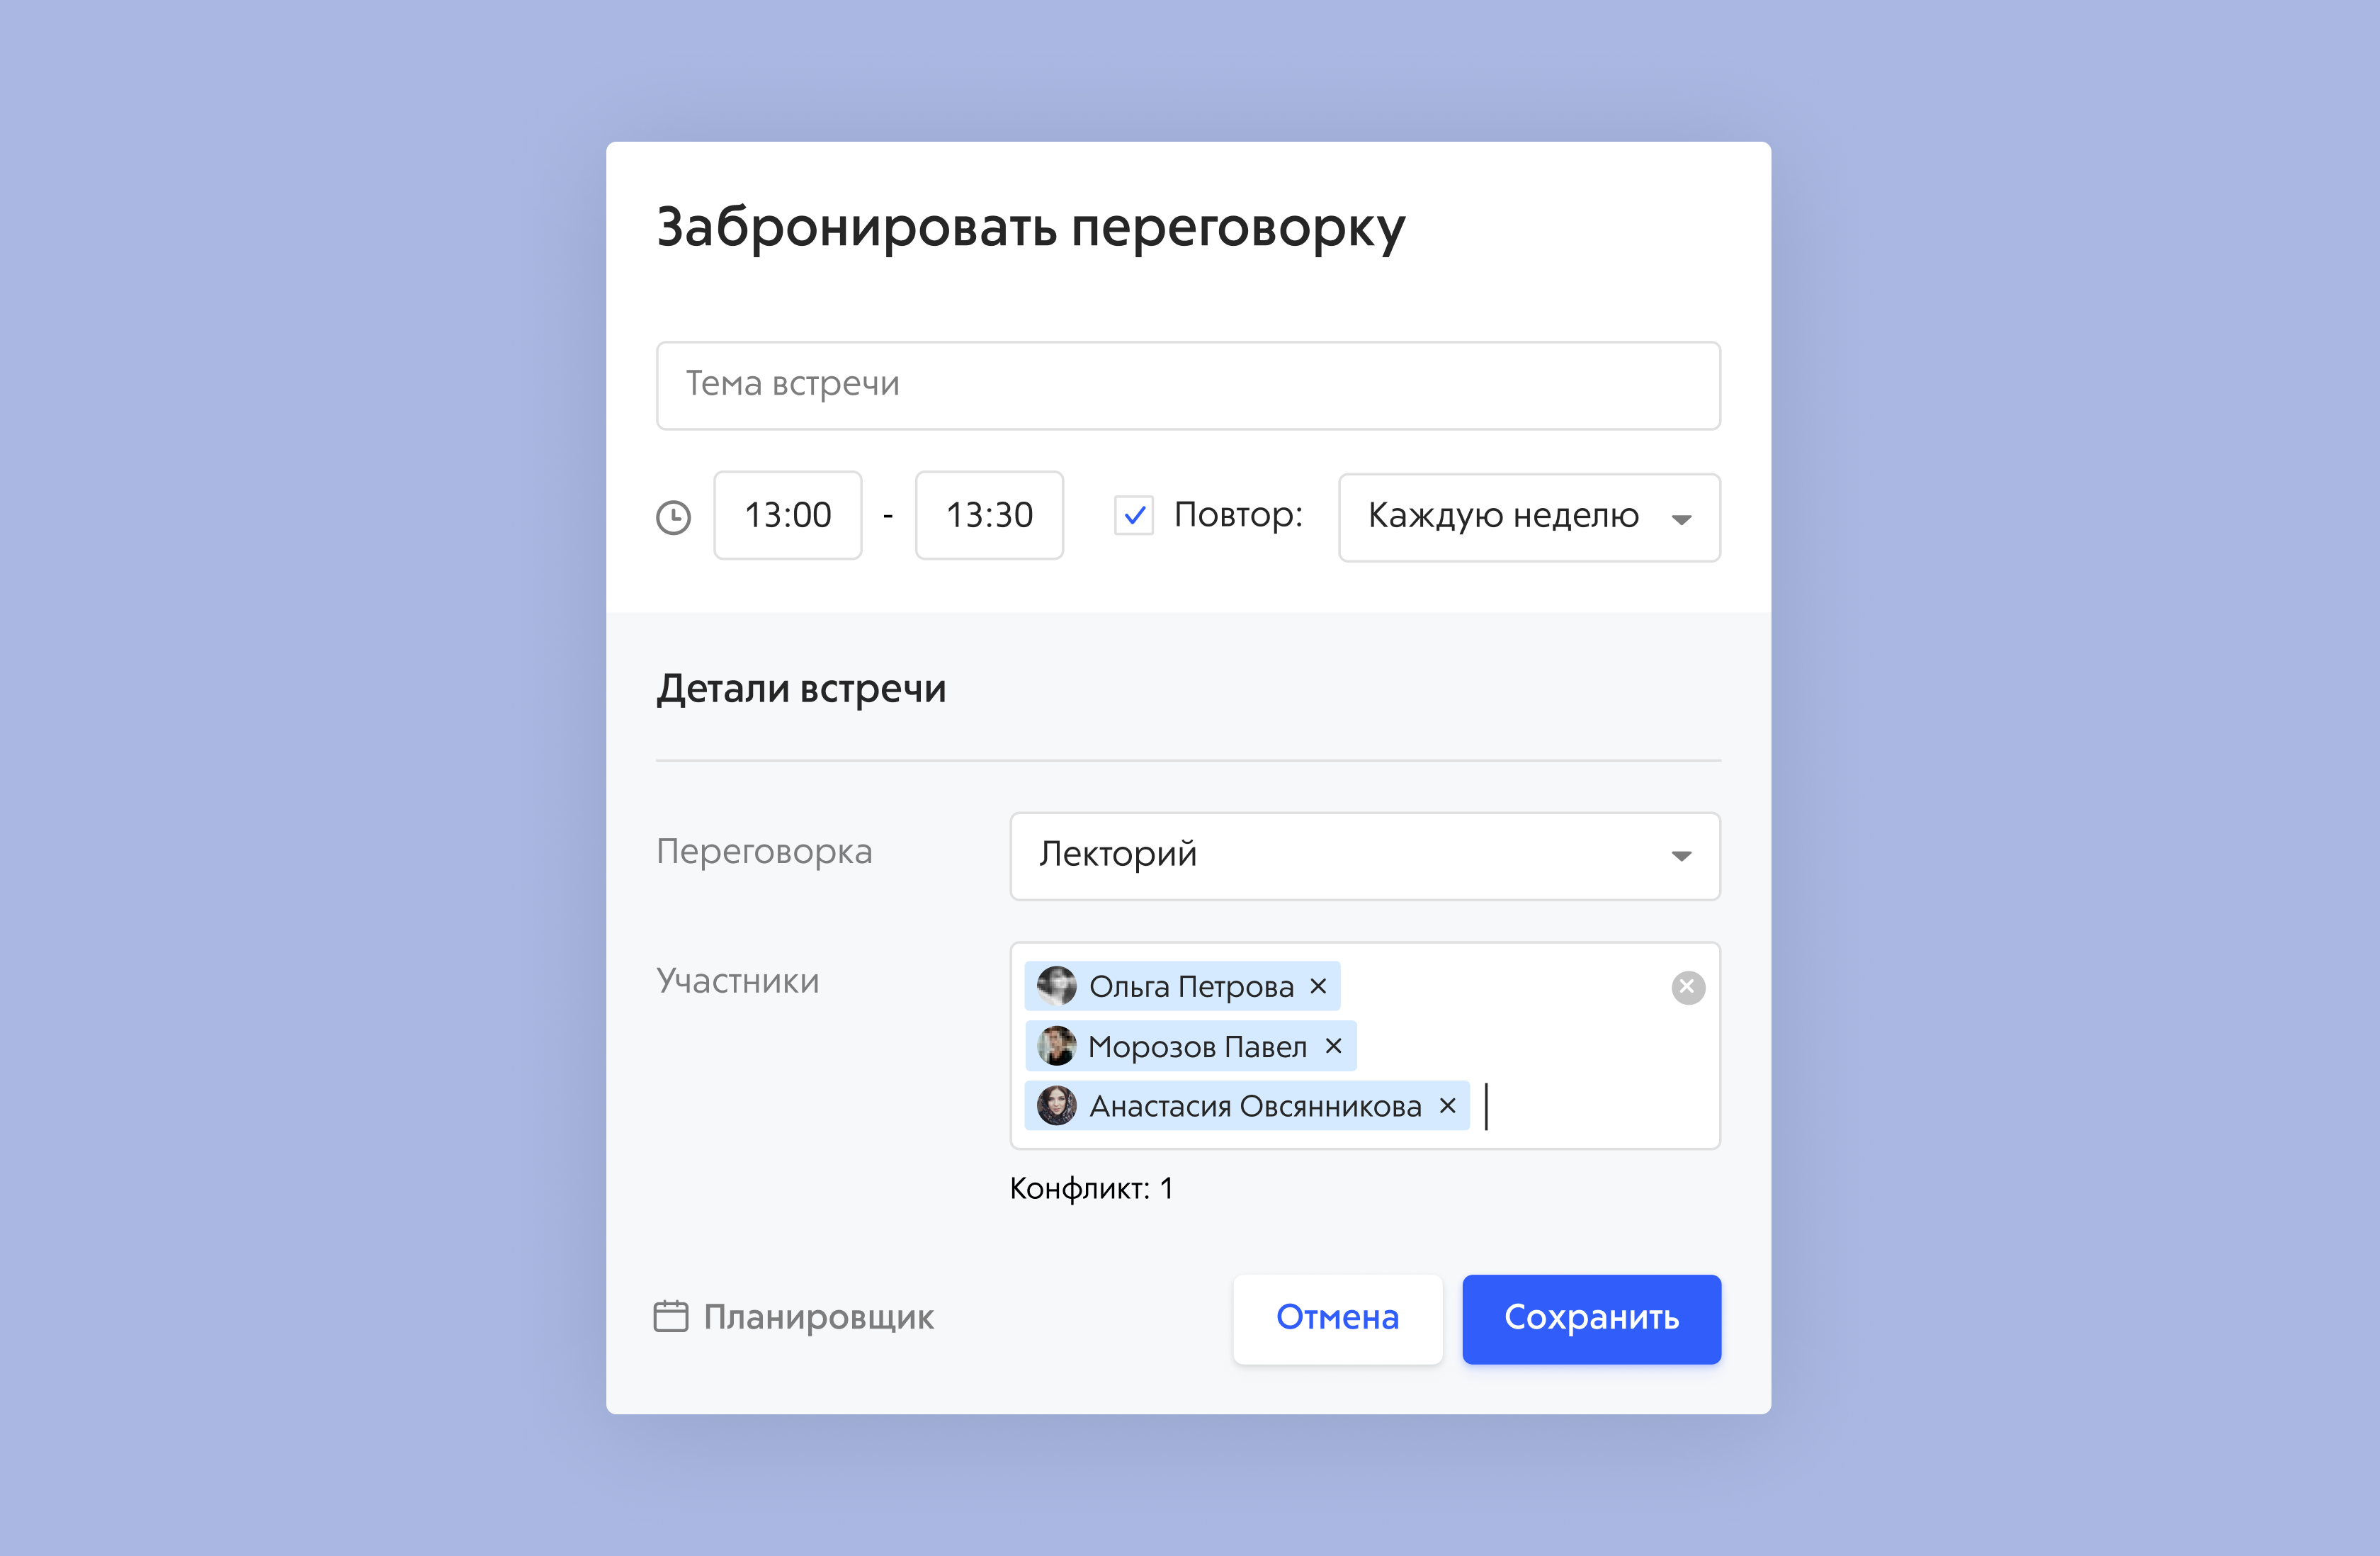 Забронировать переговорку
Тема встречи
13:00 - 13:30 Повтор: Каждую неделю
Детали встречи
Переговорка Лекторий
Участники Ольга Петрова
Морозов Павел
Анастасия Овсянникова
Конфликт: 1
Планировщик Отмена Сохранить